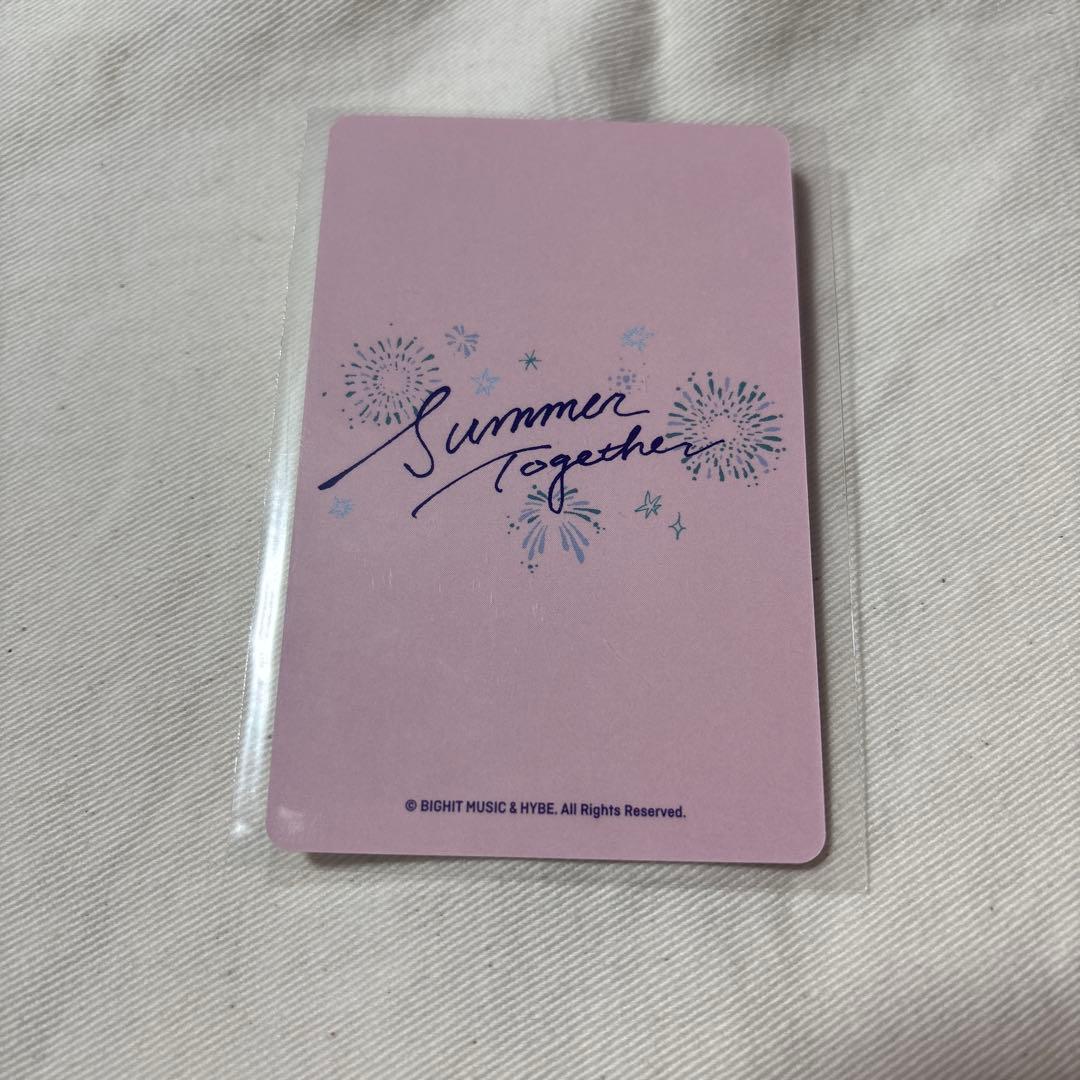 Summer
Together
© BIGHIT MUSIC & HYBE. All Rights Reserved.